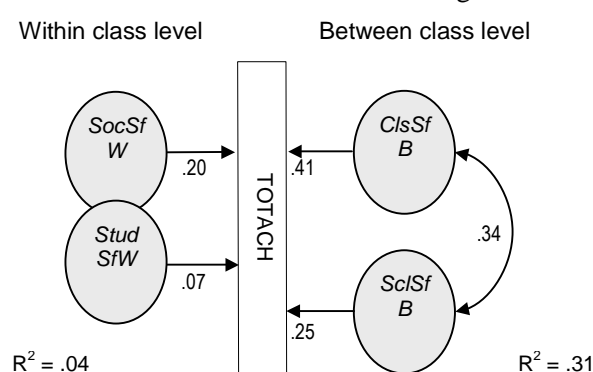 Within class level
Between class level
SocSf
W
.20
Stud
SfW
.07
TOTACH
ClsSf
B
.41
.34
SclSf
B
.25
R² = .04
R² = .31